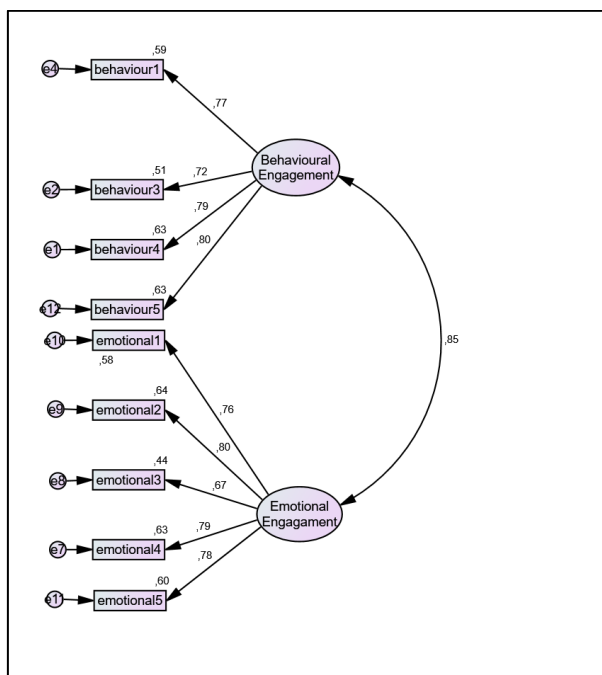 ,59
e4 behaviour1
,77
Behavioural
Engagement
,51
,72
e2 behaviour3
,79
,63
e1 behaviour4
,80
,63
e12 behaviour5
e10 emotional1
,58
,85
,64
,76
e9 emotional2
,80
,44
e8 emotional3
,67
Emotional
Engagament
,63
,79
e7 emotional4
,78
,60
e11 emotional5